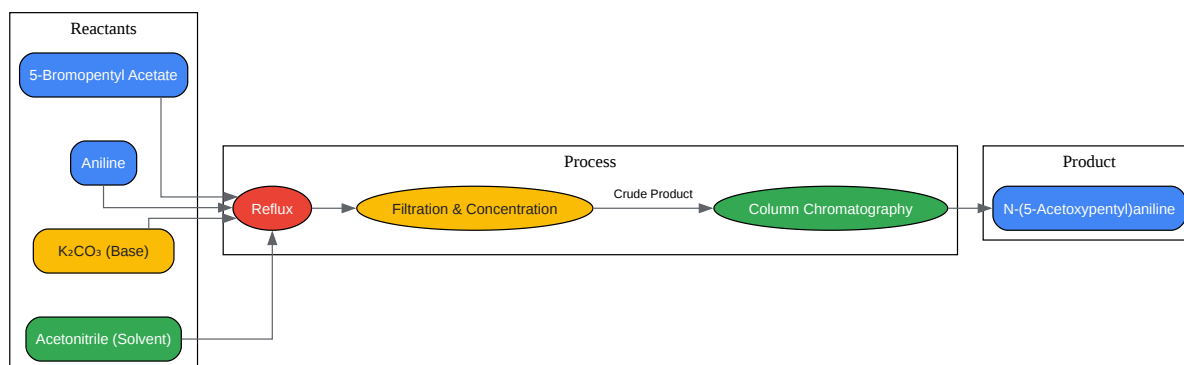 Reactants
5-Bromopentyl Acetate
Aniline
K₂CO₃ (Base)
Acetonitrile (Solvent)
Process
Reflux
Filtration & Concentration
Crude Product
Column Chromatography
Product
N-(5-Acetoxypentyl)aniline